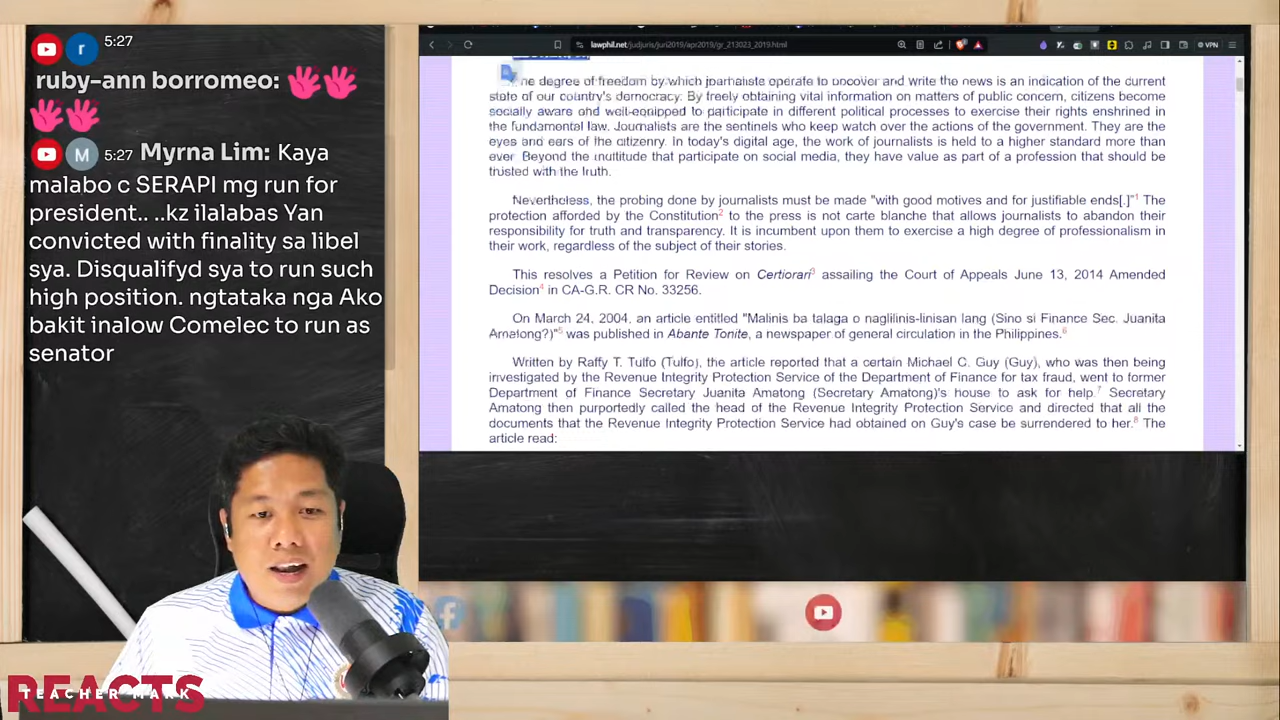 5:27
ruby-ann borromeo:
5:27 Myrna Lim: Kaya
malabo c SERAPI mg run for
president.. ..kz ilalabas Yan
convicted with finality sa libel
sya. Disqualifyd sya to run such
high position. ngtataka nga Ako
bakit inalow Comelec to run as
senator
lawphil.net/judjuris/juri2019/apr2019/gr_213023_2019.html
VPN
The degree of freedom by which journalists operate to uncover and write the news is an indication of the current
state of our country's democracy. By freely obtaining vital information on matters of public concern, citizens become
socially aware and well-equipped to participate in different political processes to exercise their rights enshrined in
the fundamental law. Journalists are the sentinels who keep watch over the actions of the government. They are the
eyes and ears of the citizenry. In today's digital age, the work of journalists is held to a higher standard more than
ever Beyond the multitude that participate on social media, they have value as part of a profession that should be
trusted with the truth.
Nevertheless, the probing done by journalists must be made "with good motives and for justifiable ends[.]"1 The
protection afforded by the Constitution2 to the press is not carte blanche that allows journalists to abandon their
responsibility for truth and transparency. It is incumbent upon them to exercise a high degree of professionalism in
their work, regardless of the subject of their stories.
This resolves a Petition for Review on Certiorari3 assailing the Court of Appeals June 13, 2014 Amended
Decision4 in CA-G.R. CR No. 33256.
On March 24, 2004, an article entitled "Malinis ba talaga o naglilinis-linisan lang (Sino si Finance Sec. Juanita
Amatong?)"5 was published in Abante Tonite, a newspaper of general circulation in the Philippines.6
Written by Raffy T. Tulfo (Tulfo), the article reported that a certain Michael C. Guy (Guy), who was then being
investigated by the Revenue Integrity Protection Service of the Department of Finance for tax fraud, went to former
Department of Finance Secretary Juanita Amatong (Secretary Amatong)'s house to ask for help.7 Secretary
Amatong then purportedly called the head of the Revenue Integrity Protection Service and directed that all the
documents that the Revenue Integrity Protection Service had obtained on Guy's case be surrendered to her.8 The
article read:
TEACHER MARK
REACTS